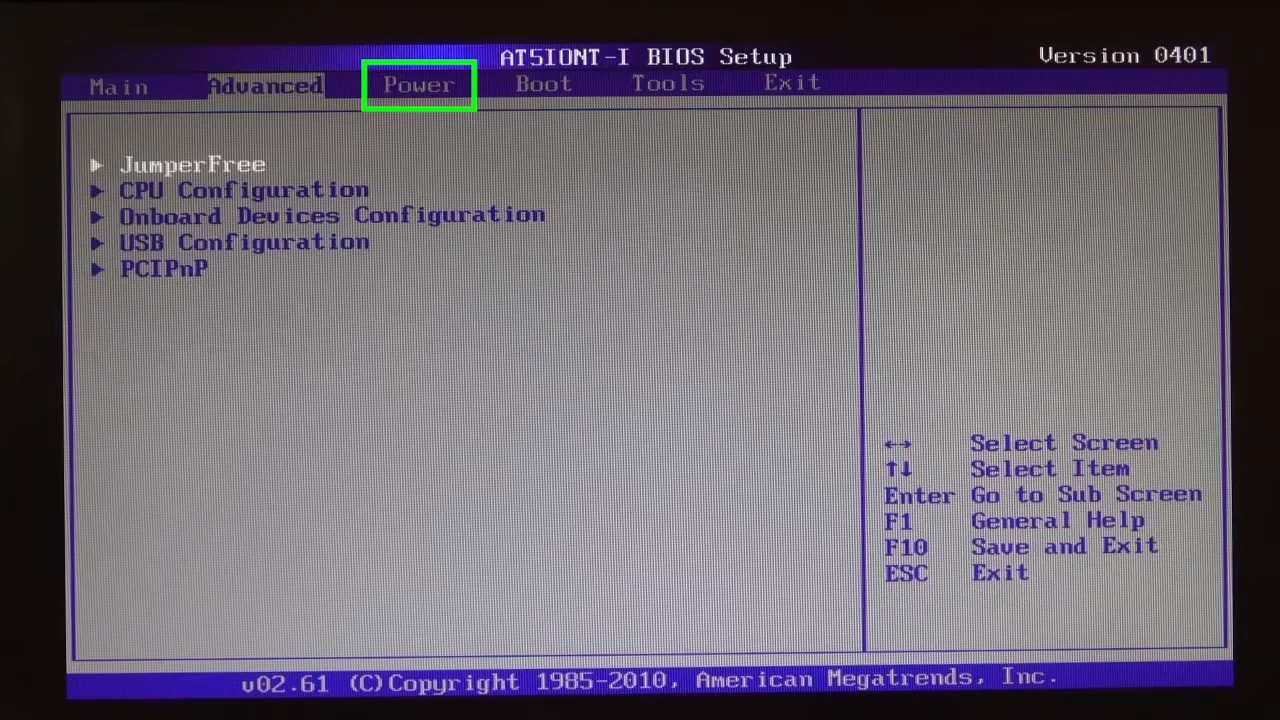 AT5IONT-I BIOS Setup Version 0401
Main Advanced Power Boot Tools Exit
JumperFree
CPU Configuration
Onboard Devices Configuration
USB Configuration
PCIPnP
←→ Select Screen
↑↓ Select Item
Enter Go to Sub Screen
F1 General Help
F10 Save and Exit
ESC Exit
v02.61 (C)Copyright 1985-2010, American Megatrends, Inc.